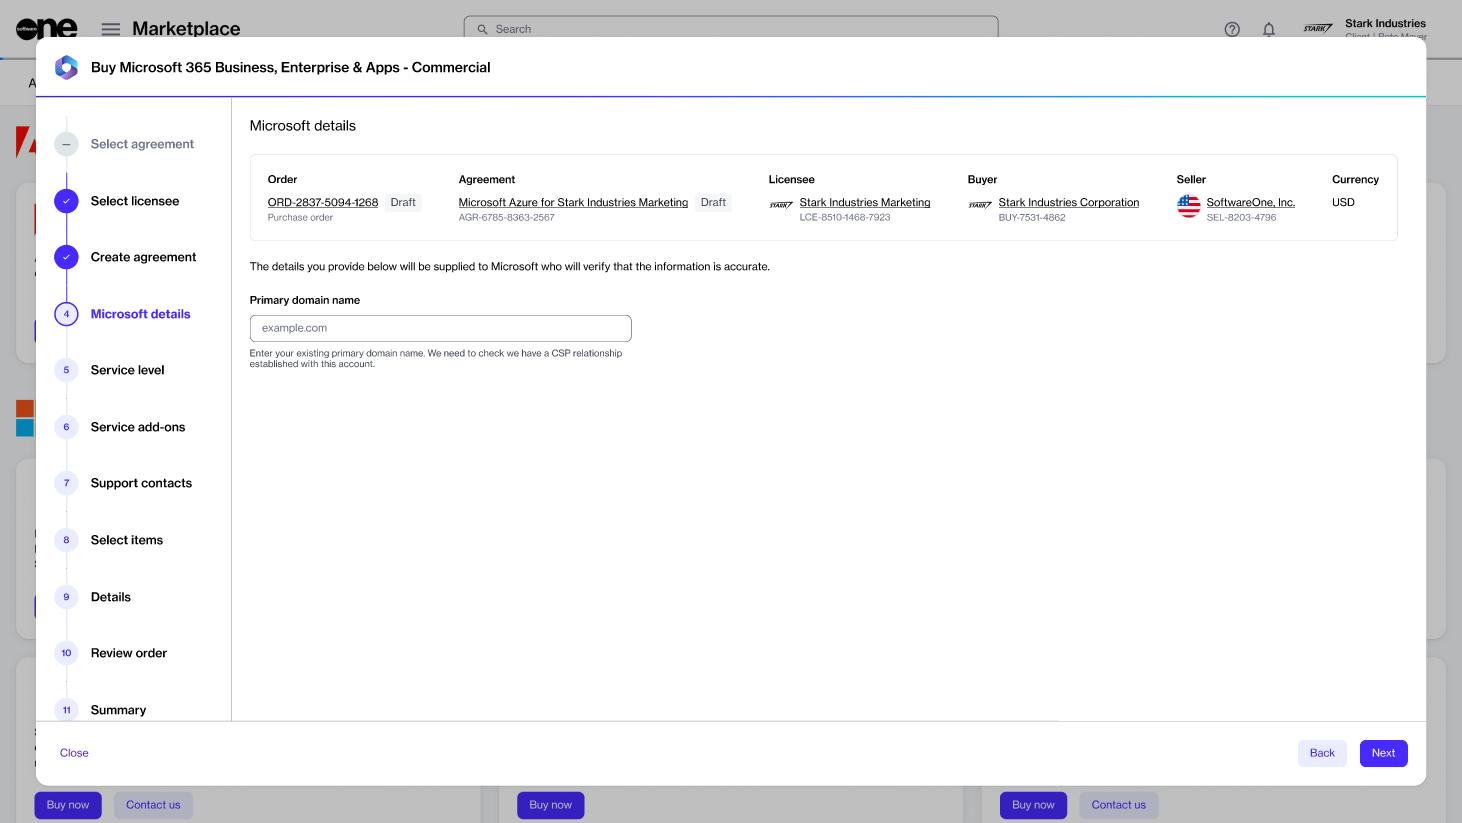 software one
Marketplace
Search
STARK
Stark Industries
Buy Microsoft 365 Business, Enterprise & Apps - Commercial
Select agreement
Select licensee
Create agreement
4 Microsoft details
5 Service level
6 Service add-ons
7 Support contacts
8 Select items
9 Details
10 Review order
11 Summary
Microsoft details
Order
ORD-2837-5094-1268 Draft
Purchase order
Agreement
Microsoft Azure for Stark Industries Marketing Draft
AGR-6785-8363-2567
Licensee
STARK Stark Industries Marketing
LCE-8510-1468-7923
Buyer
STARK Stark Industries Corporation
BUY-7531-4862
Seller
SoftwareOne, Inc.
SEL-8203-4796
Currency
USD
The details you provide below will be supplied to Microsoft who will verify that the information is accurate.
Primary domain name
example.com
Enter your existing primary domain name. We need to check we have a CSP relationship
established with this account.
Close
Back
Next
Buy now Contact us
Buy now
Buy now Contact us